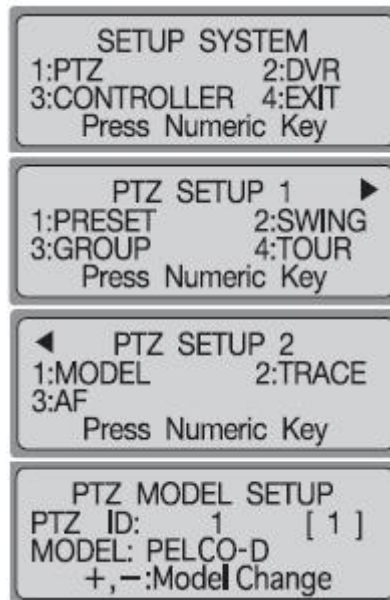 SETUP SYSTEM
1:PTZ 2:DVR
3:CONTROLLER 4:EXIT
Press Numeric Key
PTZ SETUP 1 ▶
1:PRESET 2:SWING
3:GROUP 4:TOUR
Press Numeric Key
◀ PTZ SETUP 2
1:MODEL 2:TRACE
3:AF
Press Numeric Key
PTZ MODEL SETUP
PTZ ID: 1 [ 1 ]
MODEL: PELCO-D
+,−:Model Change